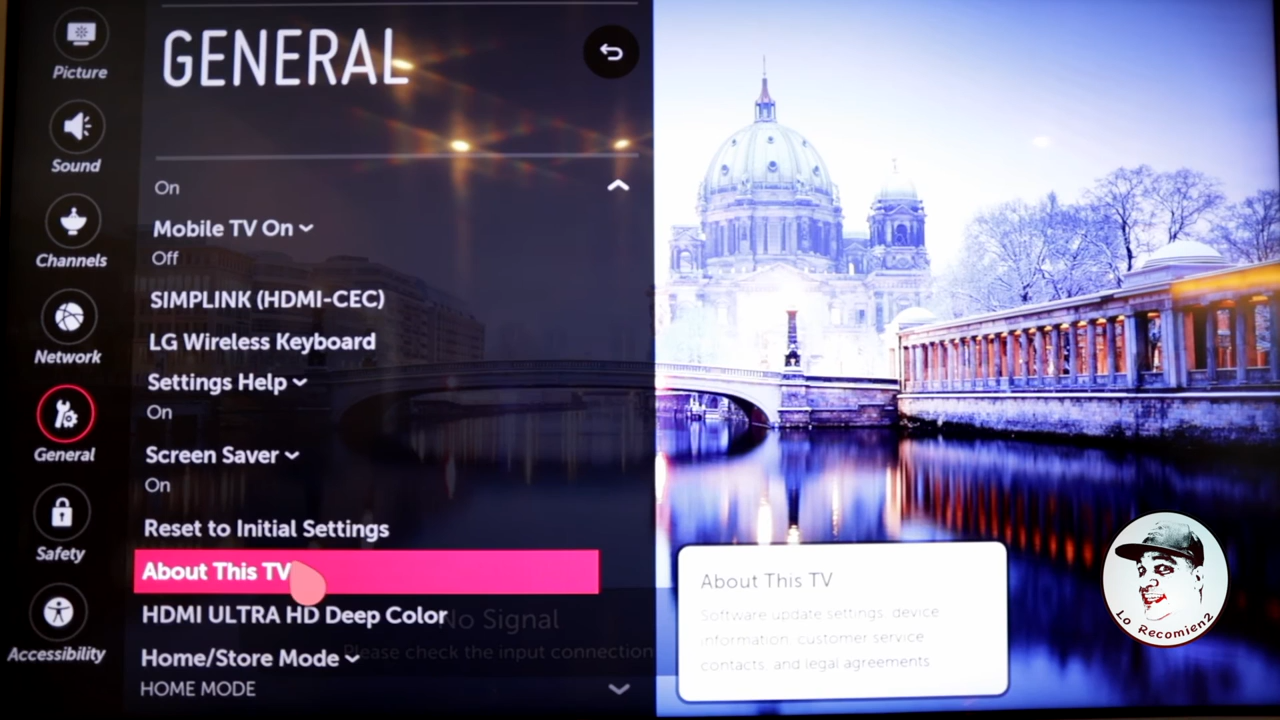 Picture
Sound
Channels
Network
General
Safety
Accessibility
GENERAL
On
Mobile TV On
Off
SIMPLINK (HDMI-CEC)
LG Wireless Keyboard
Settings Help
On
Screen Saver
On
Reset to Initial Settings
About This TV
HDMI ULTRA HD Deep Color
No Signal
Please check the input connection
Home/Store Mode
HOME MODE
About This TV
Software update settings, device
information, customer service
contacts, and legal agreements
Lo Recomien2